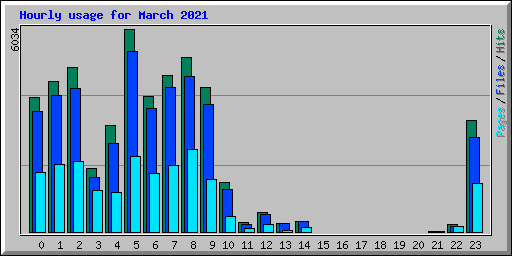 Hourly usage for March 2021
6034
Pages/Files/Hits
0 1 2 3 4 5 6 7 8 9 10 11 12 13 14 15 16 17 18 19 20 21 22 23